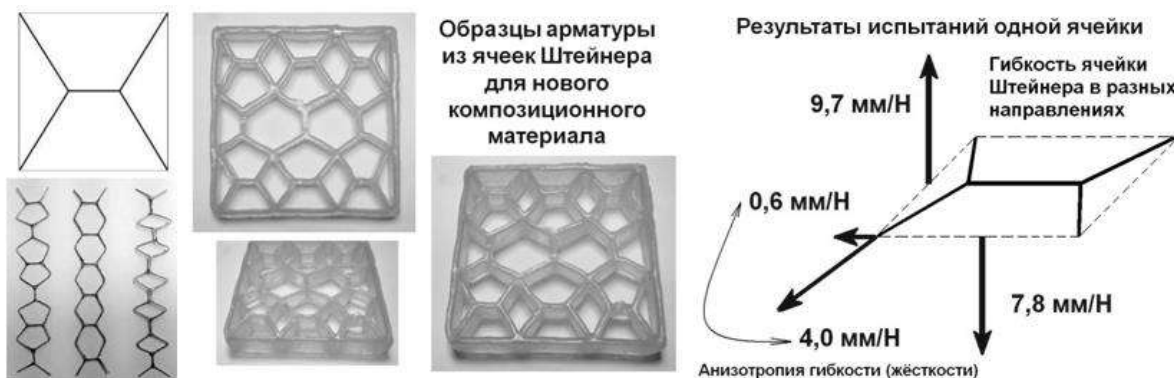 Образцы арматуры
из ячеек Штейнера
для нового
композиционного
материала
Результаты испытаний одной ячейки
Гибкость ячейки
Штейнера в разных
направлениях
9,7 мм/Н
0,6 мм/Н
7,8 мм/Н
4,0 мм/Н
Анизотропия гибкости (жёсткости)